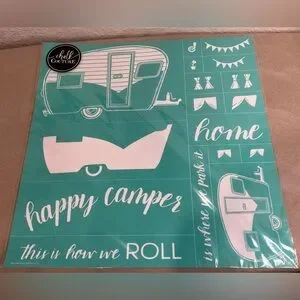 Chalk
COUTURE
home
is where we park it
happy camper
this is how we ROLL